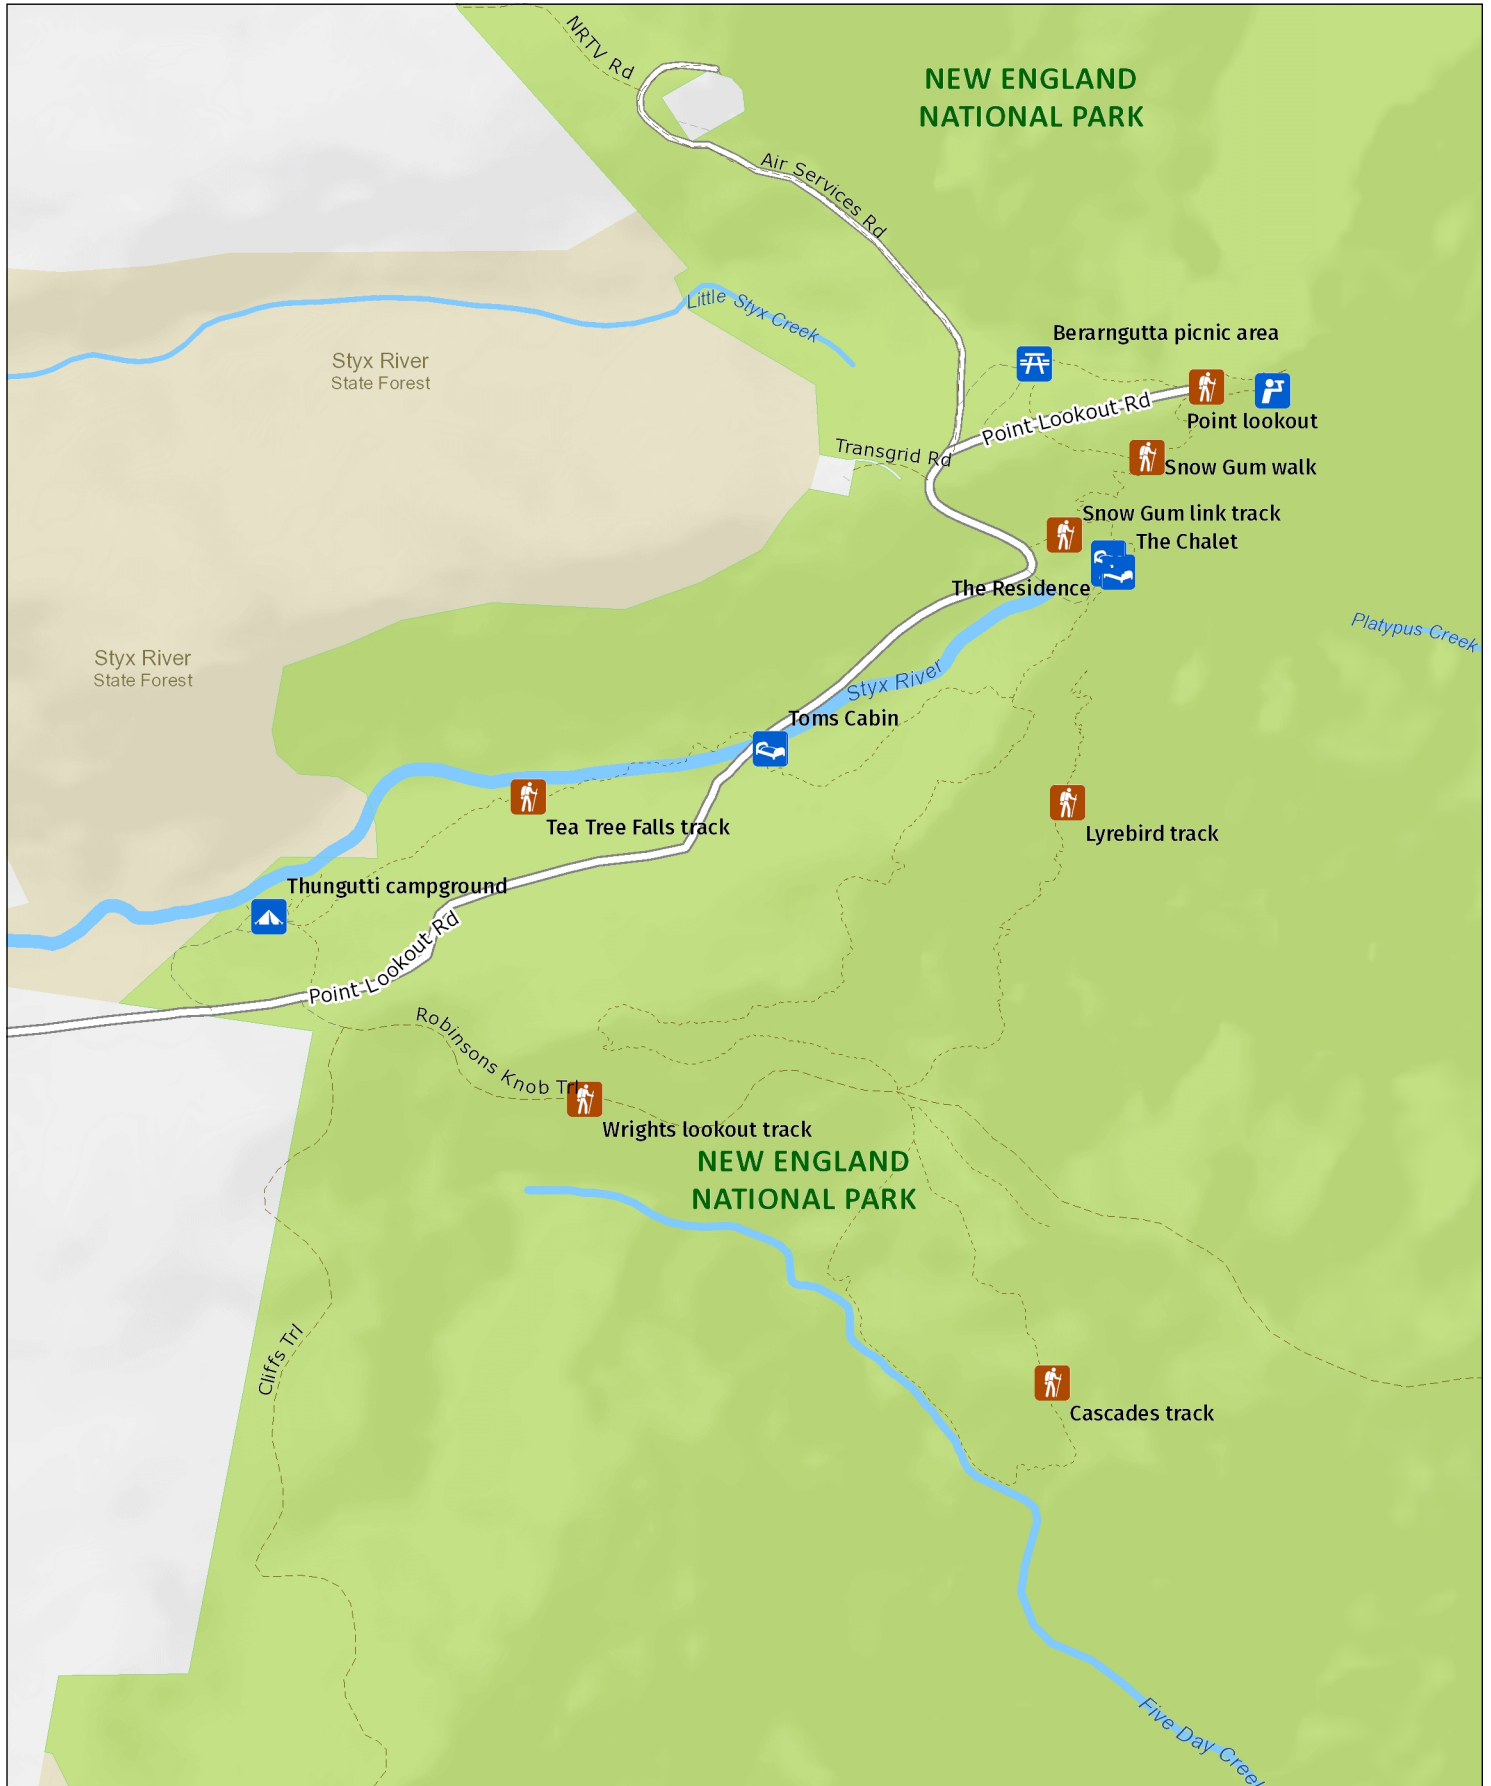 NRTV Rd
NEW ENGLAND
NATIONAL PARK
Air Services Rd
Little Styx Creek
Berarngutta picnic area
Styx River
State Forest
Point Lookout Rd
Point lookout
Transgrid Rd
Snow Gum walk
Snow Gum link track
The Chalet
The Residence
Platypus Creek
Styx River
State Forest
Styx River
Toms Cabin
Tea Tree Falls track
Lyrebird track
Thungutti campground
Point Lookout Rd
Robinsons Knob Trl
Wrights lookout track
NEW ENGLAND
NATIONAL PARK
Cliffs Trl
Cascades track
Five Day Creek